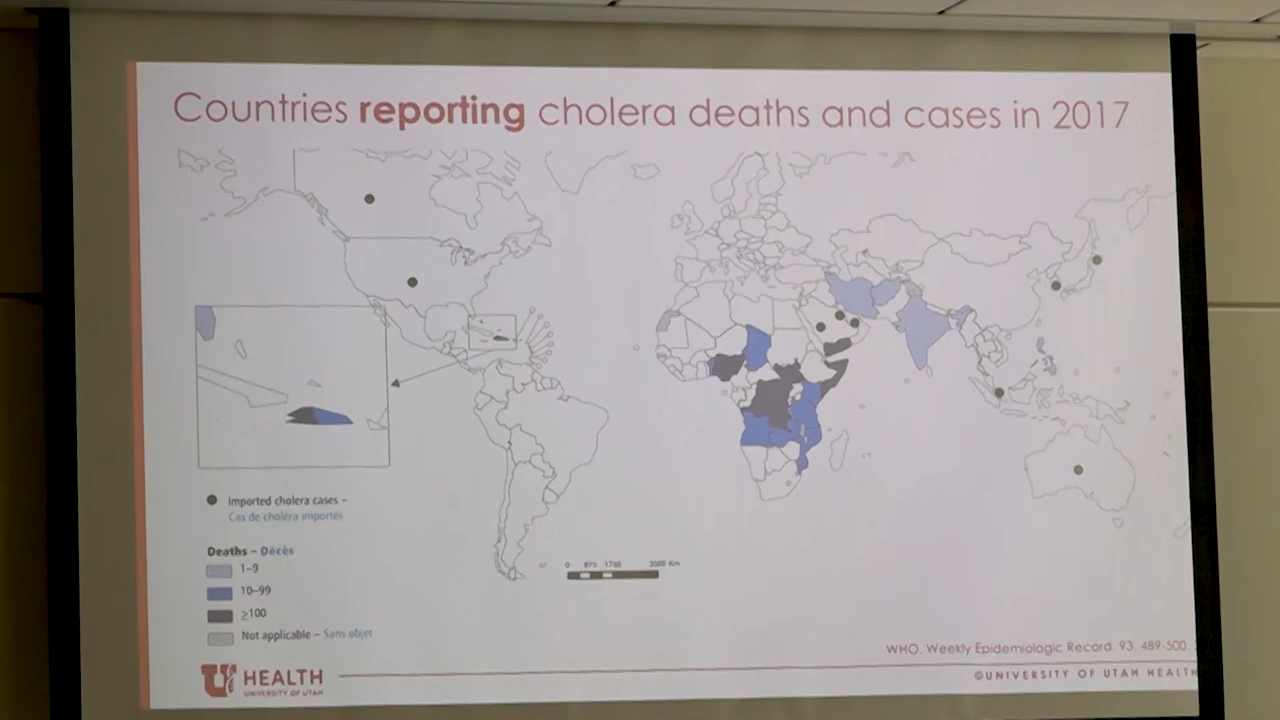 Countries reporting cholera deaths and cases in 2017
Imported cholera cases –
Cas de choléra importés
Deaths – Décès
1–9
10–99
≥100
Not applicable – Sans objet
0 875 1750 3500 Km
WHO. Weekly Epidemiologic Record. 93. 489-500
U HEALTH
UNIVERSITY OF UTAH
©UNIVERSITY OF UTAH HEALTH